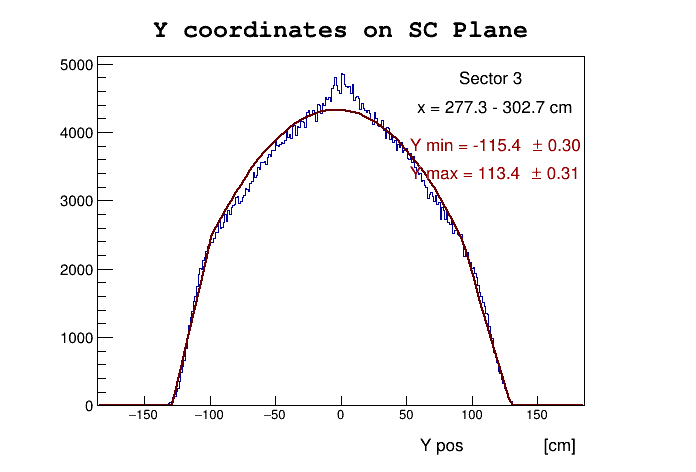 Y coordinates on SC Plane
5000
4000
3000
2000
1000
0
Sector 3
x = 277.3 - 302.7 cm
Y min = -115.4 ± 0.30
Y max = 113.4 ± 0.31
−150 −100 −50 0 50 100 150
Y pos [cm]